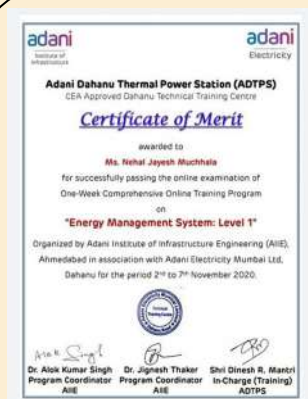 adani
Institute of
Infrastructure
adani
Electricity
Adani Dahanu Thermal Power Station (ADTPS)
CEA Approved Dahanu Technical Training Centre
Certificate of Merit
awarded to
Ms. Nehal Jayesh Muchhala
for successfully passing the online examination of
One-Week Comprehensive Online Training Program
on
"Energy Management System: Level 1"
Organized by Adani Institute of Infrastructure Engineering (AIIE),
Ahmedabad in association with Adani Electricity Mumbai Ltd,
Dahanu for the period 2nd to 7th November 2020.
Dr. Alok Kumar Singh
Program Coordinator
AIIE
Dr. Jignesh Thaker
Program Coordinator
AIIE
Shri Dinesh R. Mantri
In-Charge (Training)
ADTPS